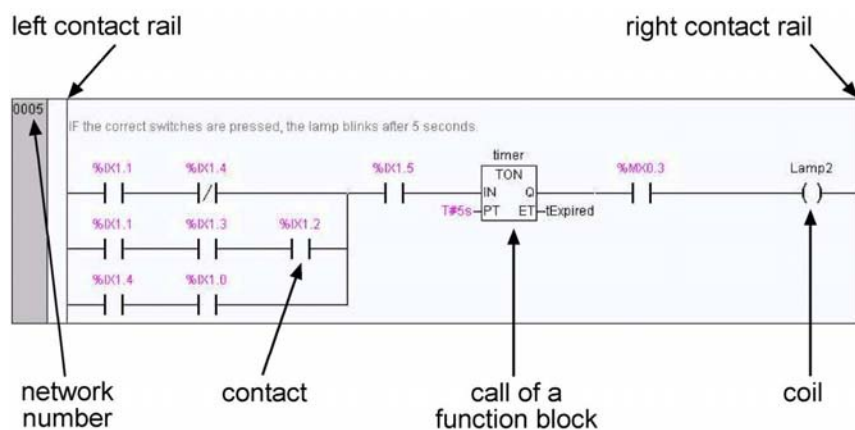 left contact rail
right contact rail
0005
IF the correct switches are pressed, the lamp blinks after 5 seconds.
timer
%IX1.1
%IX1.4
%IX1.5
TON
%MX0.3
Lamp2
IN
Q
T#5s
PT
ET
tExpired
%IX1.1
%IX1.3
%IX1.2
%IX1.4
%IX1.0
network
number
contact
call of a
function block
coil